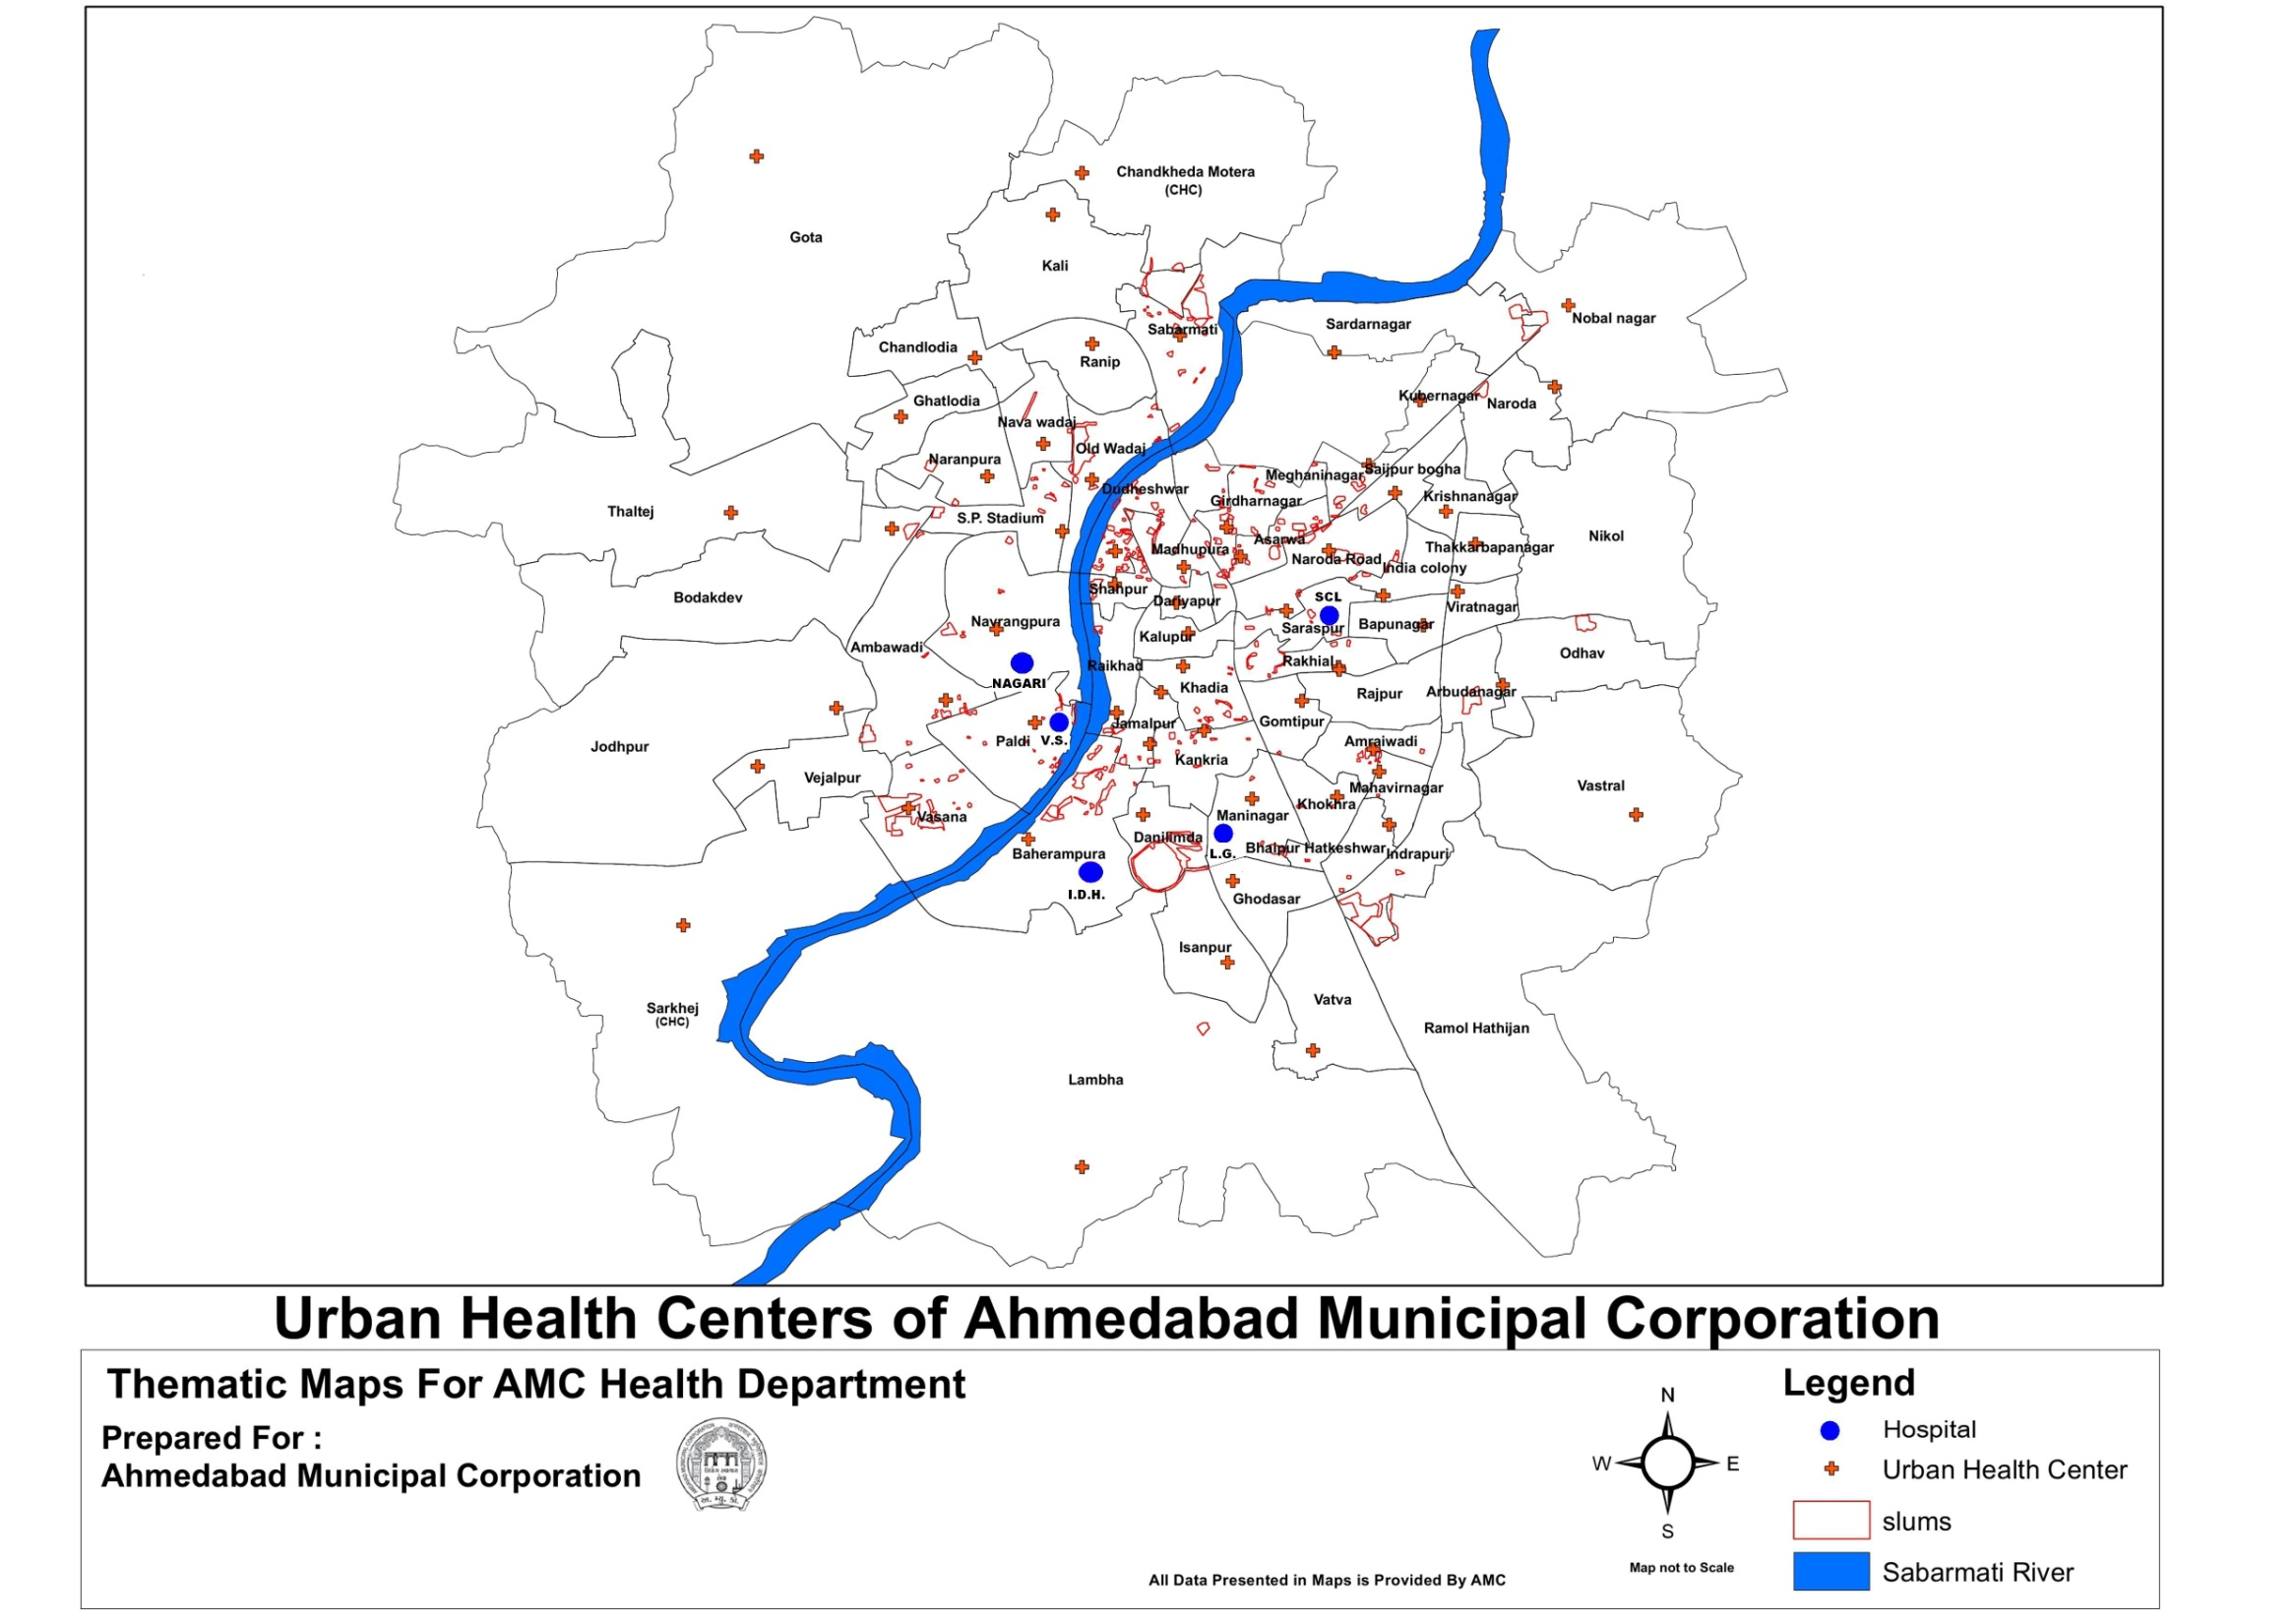 Chandkheda Motera
(CHC)
Gota
Kali
Nobal nagar
Sardarnagar
Sabarmati
Chandlodia
Ranip
Kubernagar
Naroda
Ghatlodia
Nava wadaj
Old Wadaj
Naranpura
Saijpur bogha
Meghaninagar
Dudheshwar
Krishnanagar
Girdharnagar
Thaltej
S.P. Stadium
Nikol
Asarwa
Madhupura
Thakkarbapanagar
Naroda Road
India colony
Shahpur
Bodakdev
SCL
Dariyapur
Viratnagar
Navrangpura
Saraspur
Bapunagar
Kalupur
Ambawadi
Odhav
Rakhial
Raikhad
NAGARI
Khadia
Rajpur
Arbudanagar
Gomtipur
Jamalpur
Paldi
V.S.
Amraiwadi
Jodhpur
Kankria
Vejalpur
Vastral
Mahavirnagar
Khokhra
Maninagar
Vasana
Danilimda
Bhaipur Hatkeshwar
L.G.
Baherampura
Indrapuri
I.D.H.
Ghodasar
Isanpur
Vatva
Sarkhej
(CHC)
Ramol Hathijan
Lambha
Urban Health Centers of Ahmedabad Municipal Corporation
Thematic Maps For AMC Health Department
Prepared For :
Ahmedabad Municipal Corporation
All Data Presented in Maps is Provided By AMC
N
W
E
S
Map not to Scale
Legend
Hospital
Urban Health Center
slums
Sabarmati River